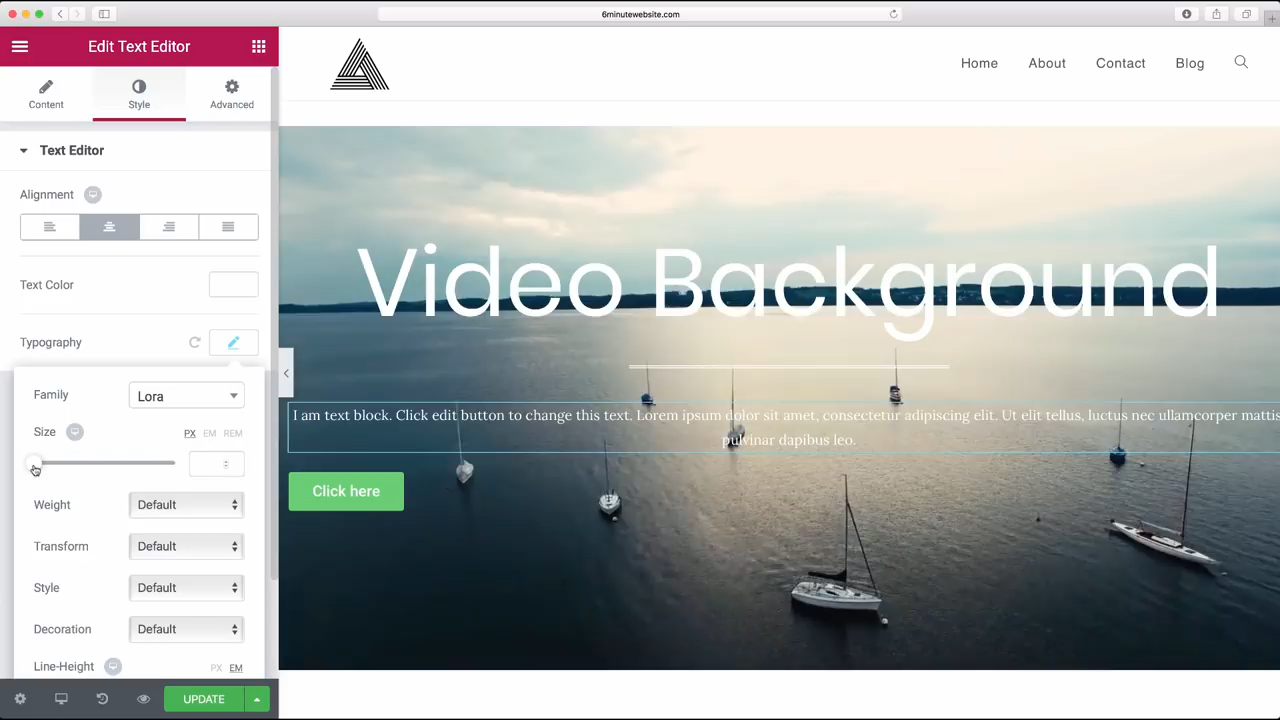 6minutewebsite.com
Edit Text Editor
Content
Style
Advanced
Text Editor
Alignment
Text Color
Typography
Family
Lora
Size
PX EM REM
Weight
Default
Transform
Default
Style
Default
Decoration
Default
Line-Height
PX EM
UPDATE
Home
About
Contact
Blog
Video Background
I am text block. Click edit button to change this text. Lorem ipsum dolor sit amet, consectetur adipiscing elit. Ut elit tellus, luctus nec ullamcorper mattis
pulvinar dapibus leo.
Click here